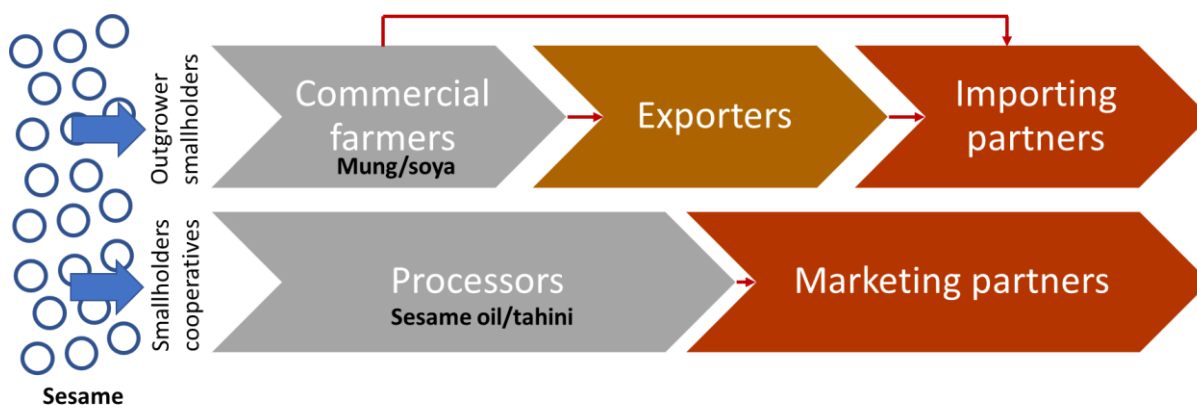 Outgrower
smallholders
Commercial
farmers
Mung/soya
Exporters
Importing
partners
Smallholders
cooperatives
Processors
Sesame oil/tahini
Marketing partners
Sesame